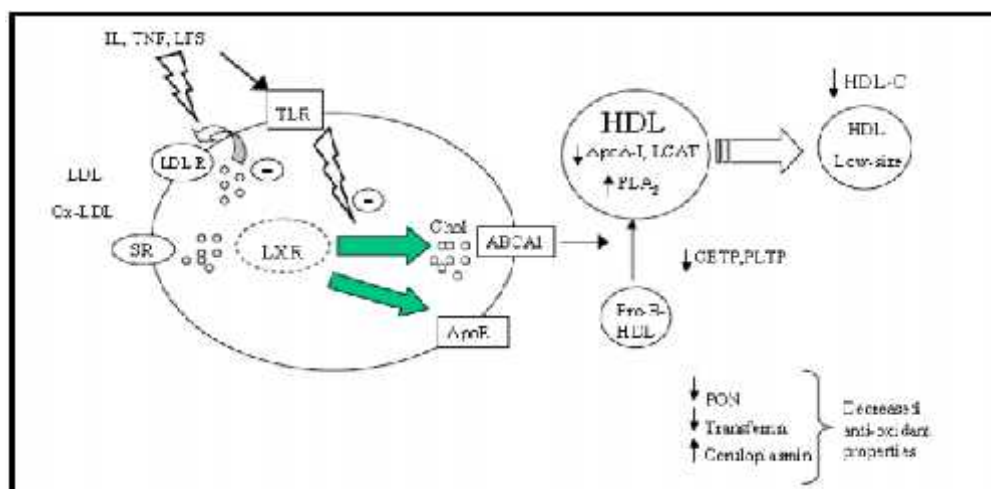 IL, TNF, LPS
TLR
LDLR
LDL
Ox-LDL
SR
LXR
Chol
ABCA1
ApoE
HDL
↓ ApoA-I, LCAT
↑ PLA2
↓ HDL-C
HDL
Low-size
↓ CETP,PLTP
Pre-B-
HDL
↓ PON
↓ Transferrin
↑ Ceruloplasmin
Decreased
anti-oxidant
properties